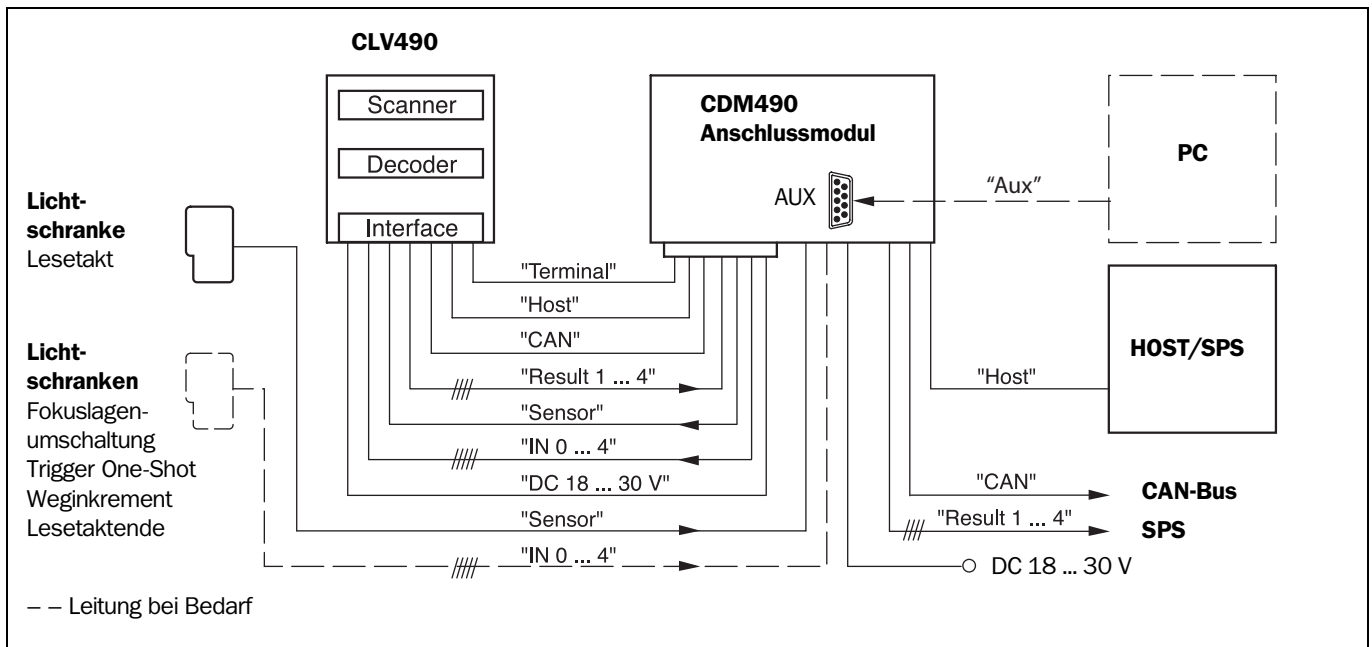 CLV490
Scanner
Decoder
Interface
CDM490
Anschlussmodul
AUX
"Aux"
PC
Licht-
schranke
Lesetakt
"Terminal"
"Host"
"CAN"
"Result 1 ... 4"
"Sensor"
"IN 0 ... 4"
"DC 18 ... 30 V"
"Sensor"
"IN 0 ... 4"
Licht-
schranken
Fokuslagen-
umschaltung
Trigger One-Shot
Weginkrement
Lesetaktende
HOST/SPS
"Host"
"CAN"
CAN-Bus
"Result 1 ... 4"
SPS
DC 18 ... 30 V
– – Leitung bei Bedarf